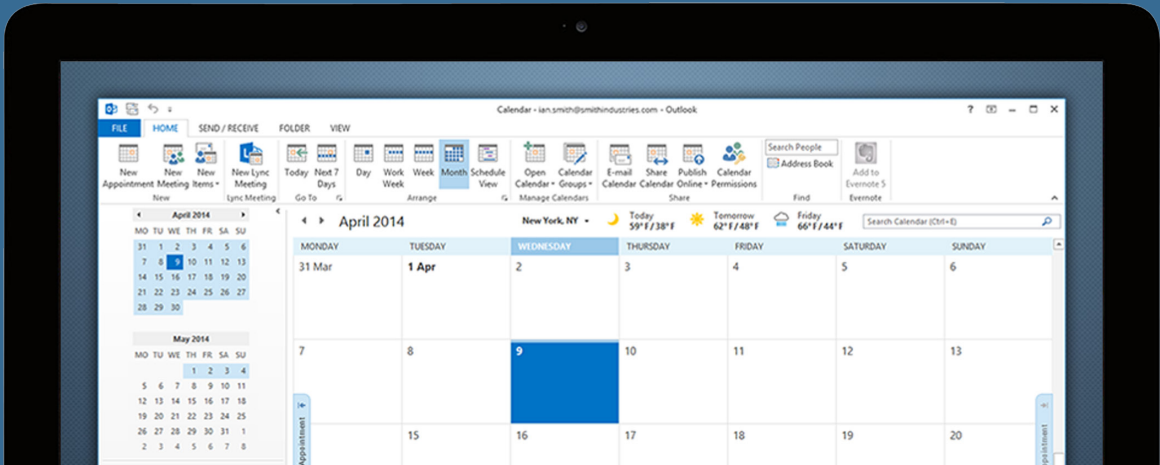 Calendar - ian.smith@smithindustries.com - Outlook
FILE HOME SEND / RECEIVE FOLDER VIEW
New Appointment
New Meeting
New Items
New
New Lync Meeting
Lync Meeting
Today
Next 7 Days
Go To
Day
Work Week
Week
Month
Schedule View
Arrange
Open Calendar
Calendar Groups
Manage Calendars
E-mail Calendar
Share Calendar
Publish Online
Calendar Permissions
Share
Search People
Address Book
Find
Add to Evernote 5
Evernote
April 2014
MO TU WE TH FR SA SU
31 1 2 3 4 5 6
7 8 9 10 11 12 13
14 15 16 17 18 19 20
21 22 23 24 25 26 27
28 29 30
May 2014
MO TU WE TH FR SA SU
1 2 3 4
5 6 7 8 9 10 11
12 13 14 15 16 17 18
19 20 21 22 23 24 25
26 27 28 29 30 31 1
2 3 4 5 6 7 8
April 2014
New York, NY
Today
59°F/38°F
Tomorrow
62°F/48°F
Friday
66°F/44°F
Search Calendar (Ctrl+E)
MONDAY TUESDAY WEDNESDAY THURSDAY FRIDAY SATURDAY SUNDAY
31 Mar 1 Apr 2 3 4 5 6
7 8 9 10 11 12 13
15 16 17 18 19 20
Appointment